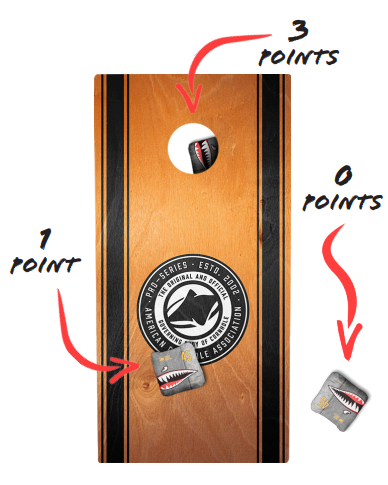 3
POINTS
0
POINTS
1
POINT
PRO-SERIES · ESTD. 2002 ·
THE ORIGINAL AND OFFICIAL
GOVERNING BODY OF CORNHOLE
AMERICAN
OLE ASSOCIATION